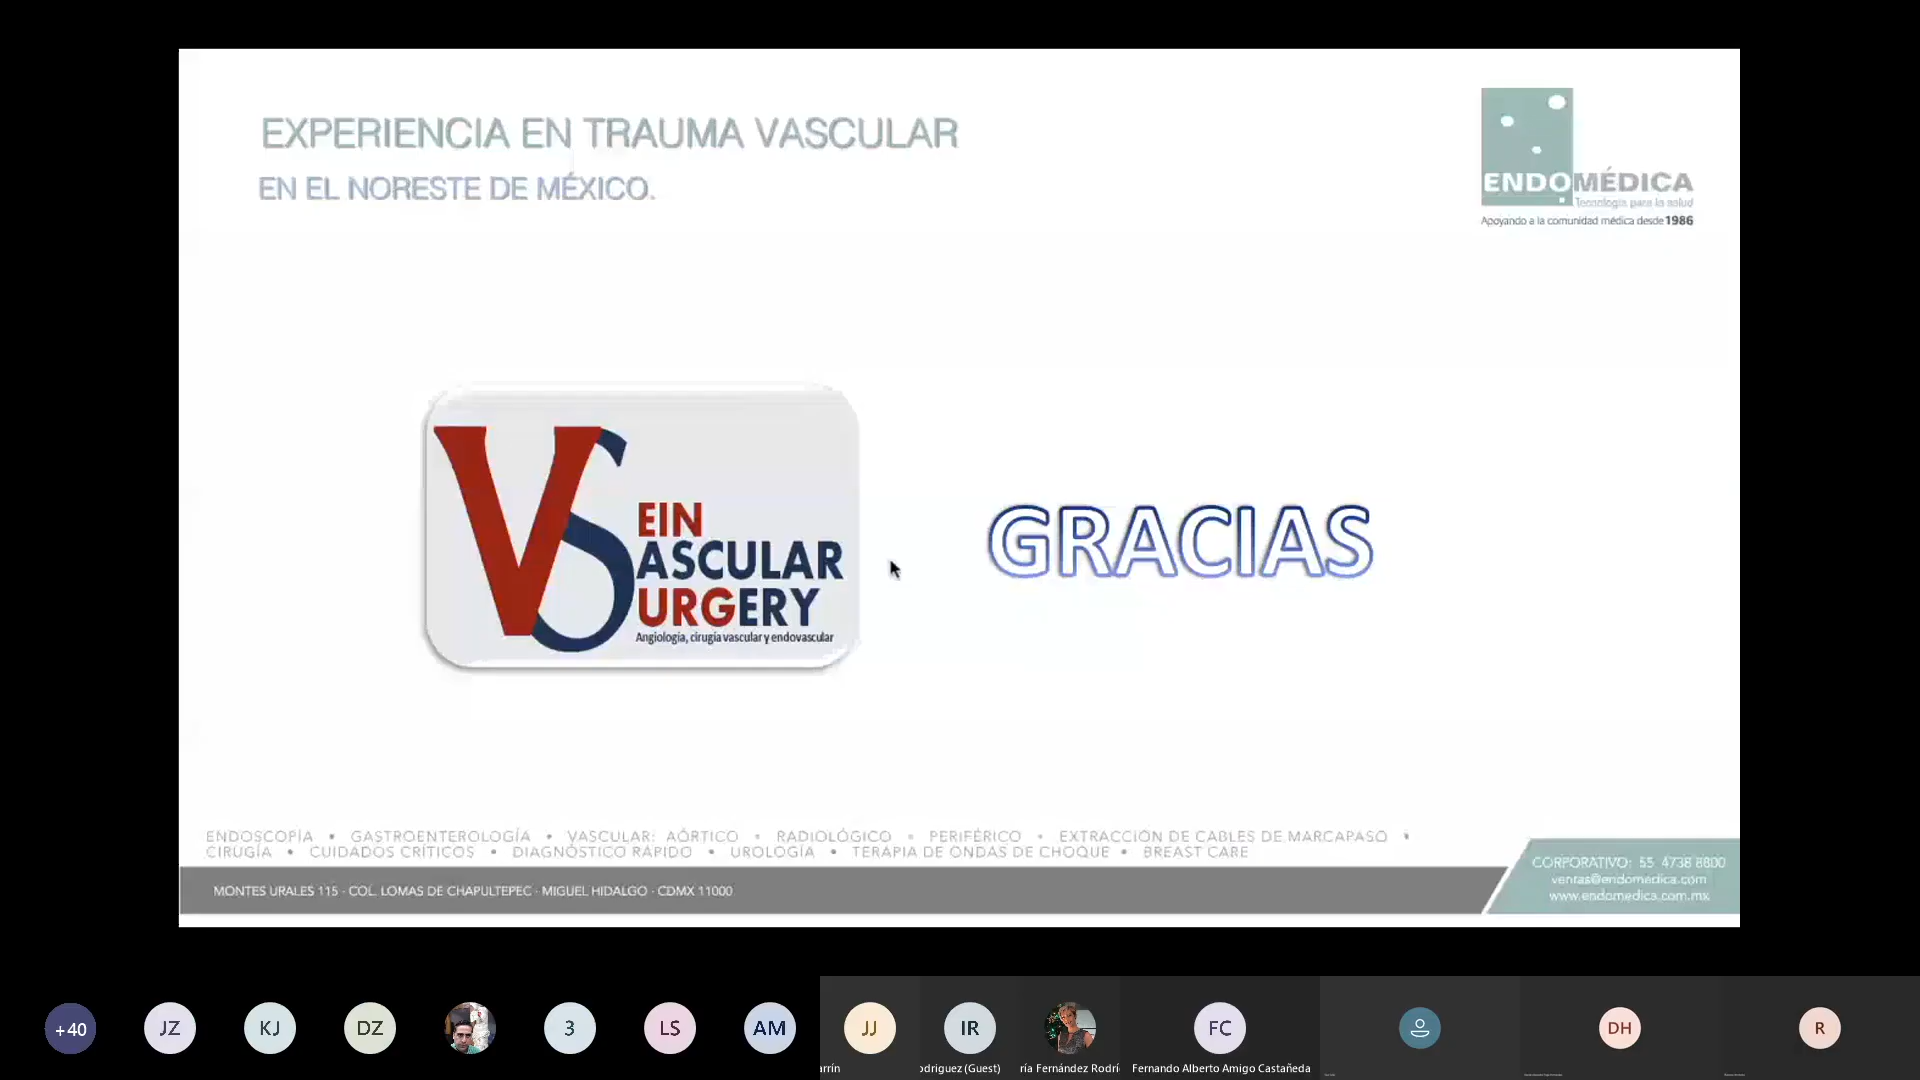 EXPERIENCIA EN TRAUMA VASCULAR
EN EL NORESTE DE MÉXICO.
ENDOMÉDICA
Tecnología para la salud
Apoyando a la comunidad médica desde 1986
VS
EIN
ASCULAR
URGERY
Angiologia, cirugía vascular y endovascular
GRACIAS
ENDOSCOPÍA • GASTROENTEROLOGÍA • VASCULAR: AÓRTICO • RADIOLÓGICO • PERIFÉRICO • EXTRACCIÓN DE CABLES DE MARCAPASO •
CIRUGÍA • CUIDADOS CRÍTICOS • DIAGNÓSTICO RÁPIDO • UROLOGÍA • TERAPIA DE ONDAS DE CHOQUE • BREAST CARE
MONTES URALES 115 - COL. LOMAS DE CHAPULTEPEC - MIGUEL HIDALGO - CDMX 11000
CORPORATIVO: 55 4738 8800
ventas@endomedica.com
www.endomedica.com.mx
+40 JZ KJ DZ 3 LS AM JJ IR FC DH R
arrín odriguez (Guest) ría Fernández Rodrí Fernando Alberto Amigo Castañeda